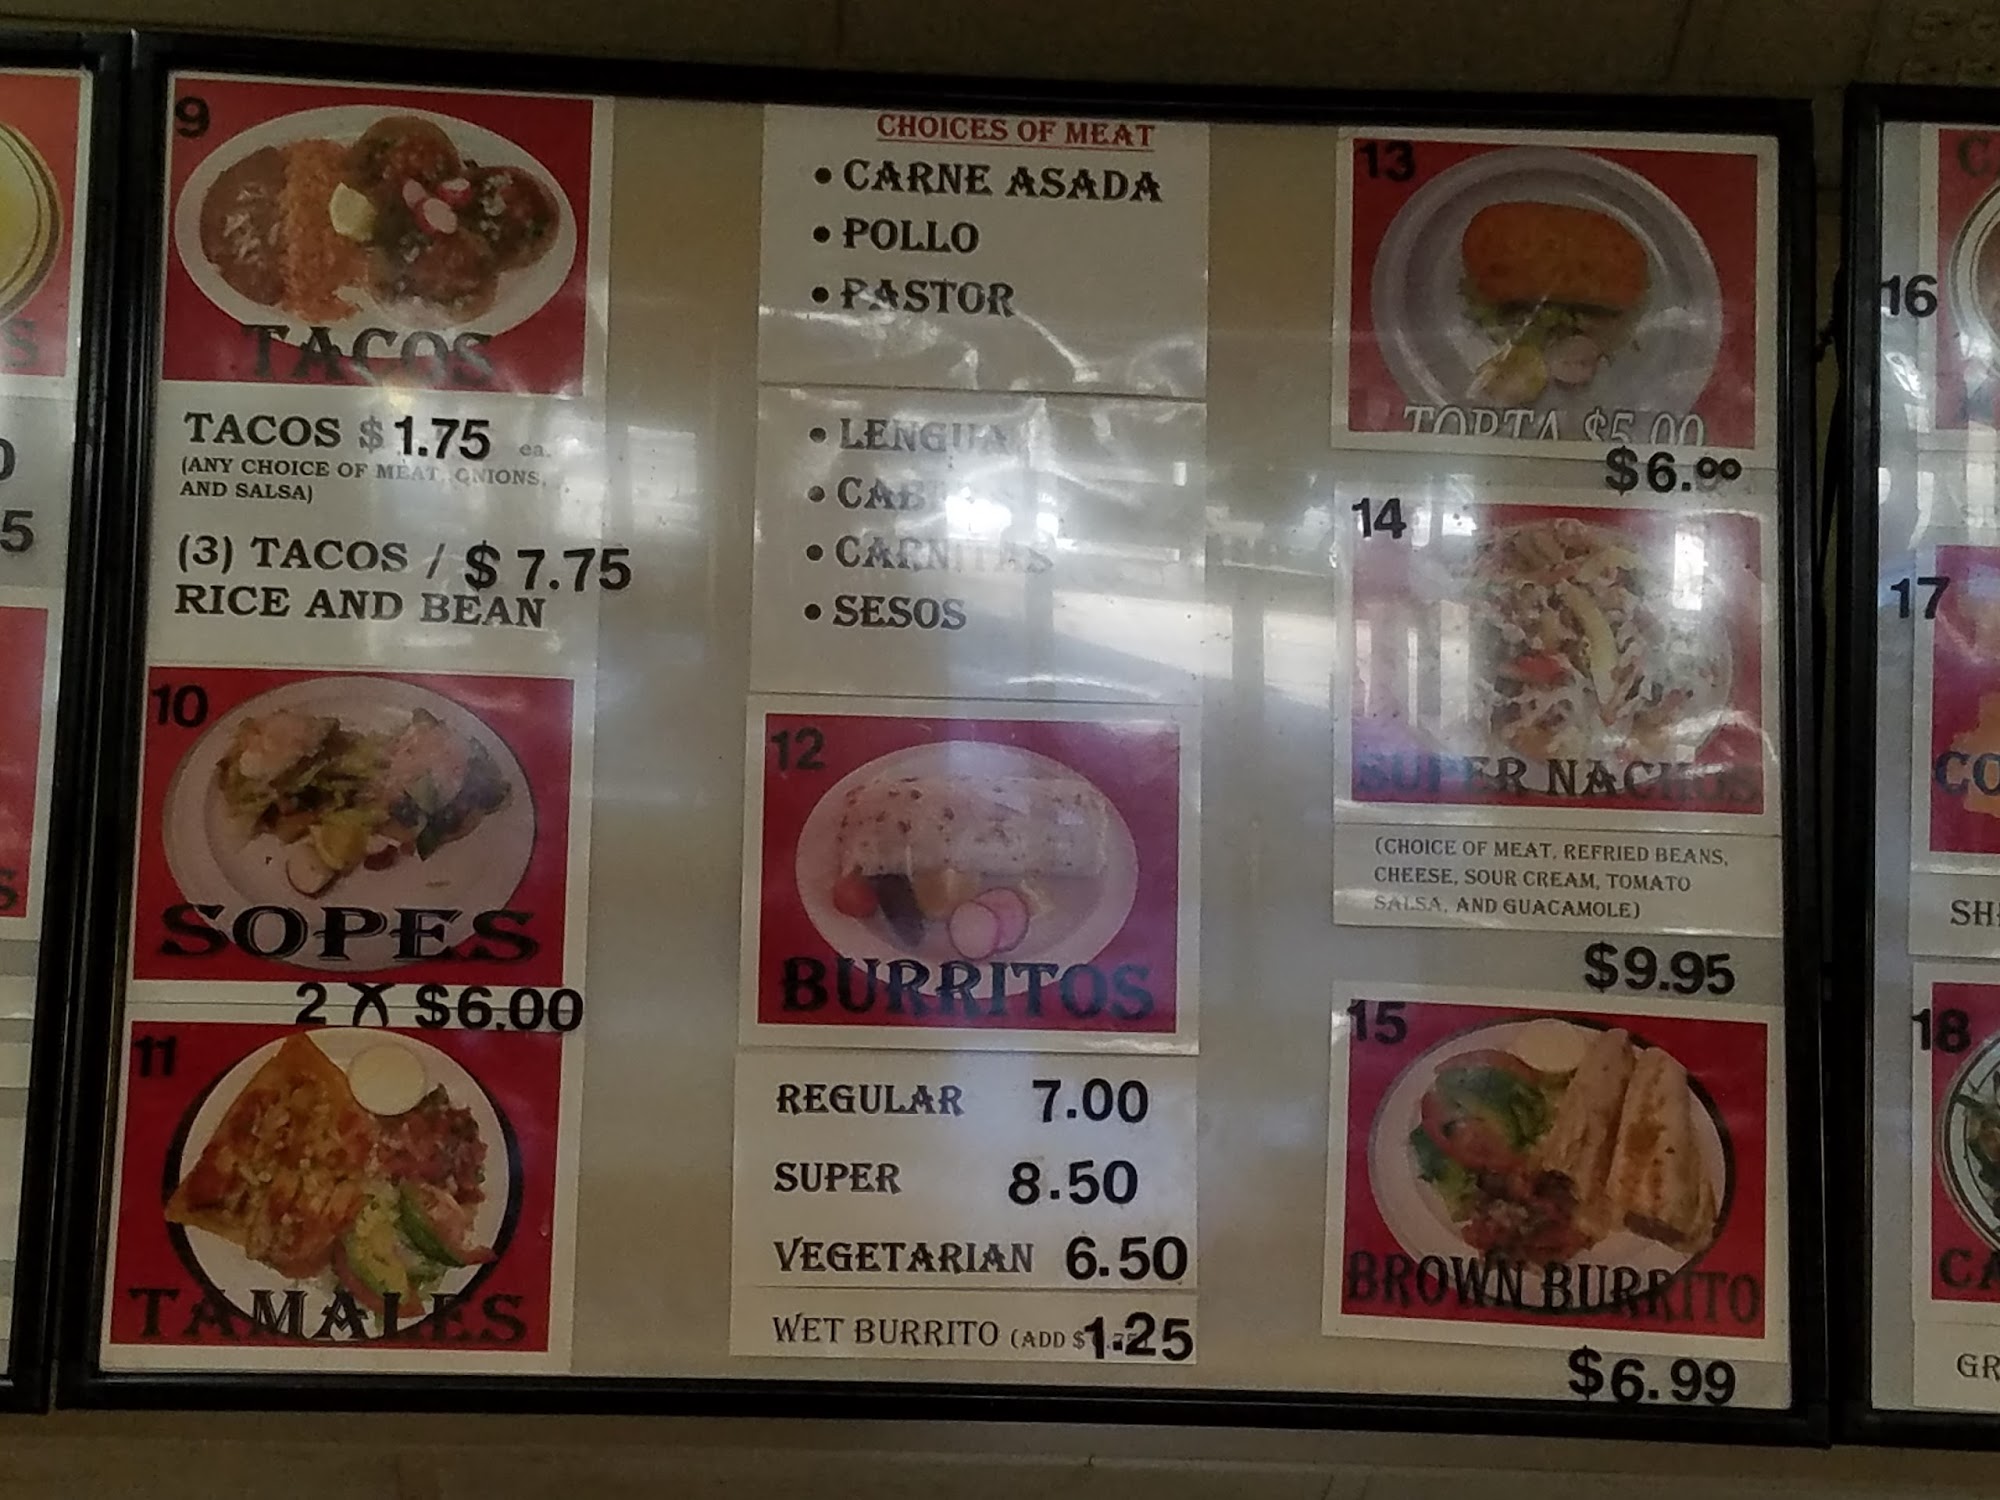 9
TACOS
TACOS $1.75 ea.
(ANY CHOICE OF MEAT, ONIONS,
AND SALSA)
(3) TACOS / $7.75
RICE AND BEAN
10
SOPES
2 X $6.00
11
TAMALES
CHOICES OF MEAT
• CARNE ASADA
• POLLO
• PASTOR
• LENGUA
• CARNITAS
• SESOS
12
BURRITOS
REGULAR 7.00
SUPER 8.50
VEGETARIAN 6.50
WET BURRITO (ADD $1.25
13
TORTA $5.00
$6.00
14
SUPER NACHOS
(CHOICE OF MEAT, REFRIED BEANS,
CHEESE, SOUR CREAM, TOMATO
SALSA, AND GUACAMOLE)
$9.95
15
BROWN BURRITO
$6.99
16
17
18